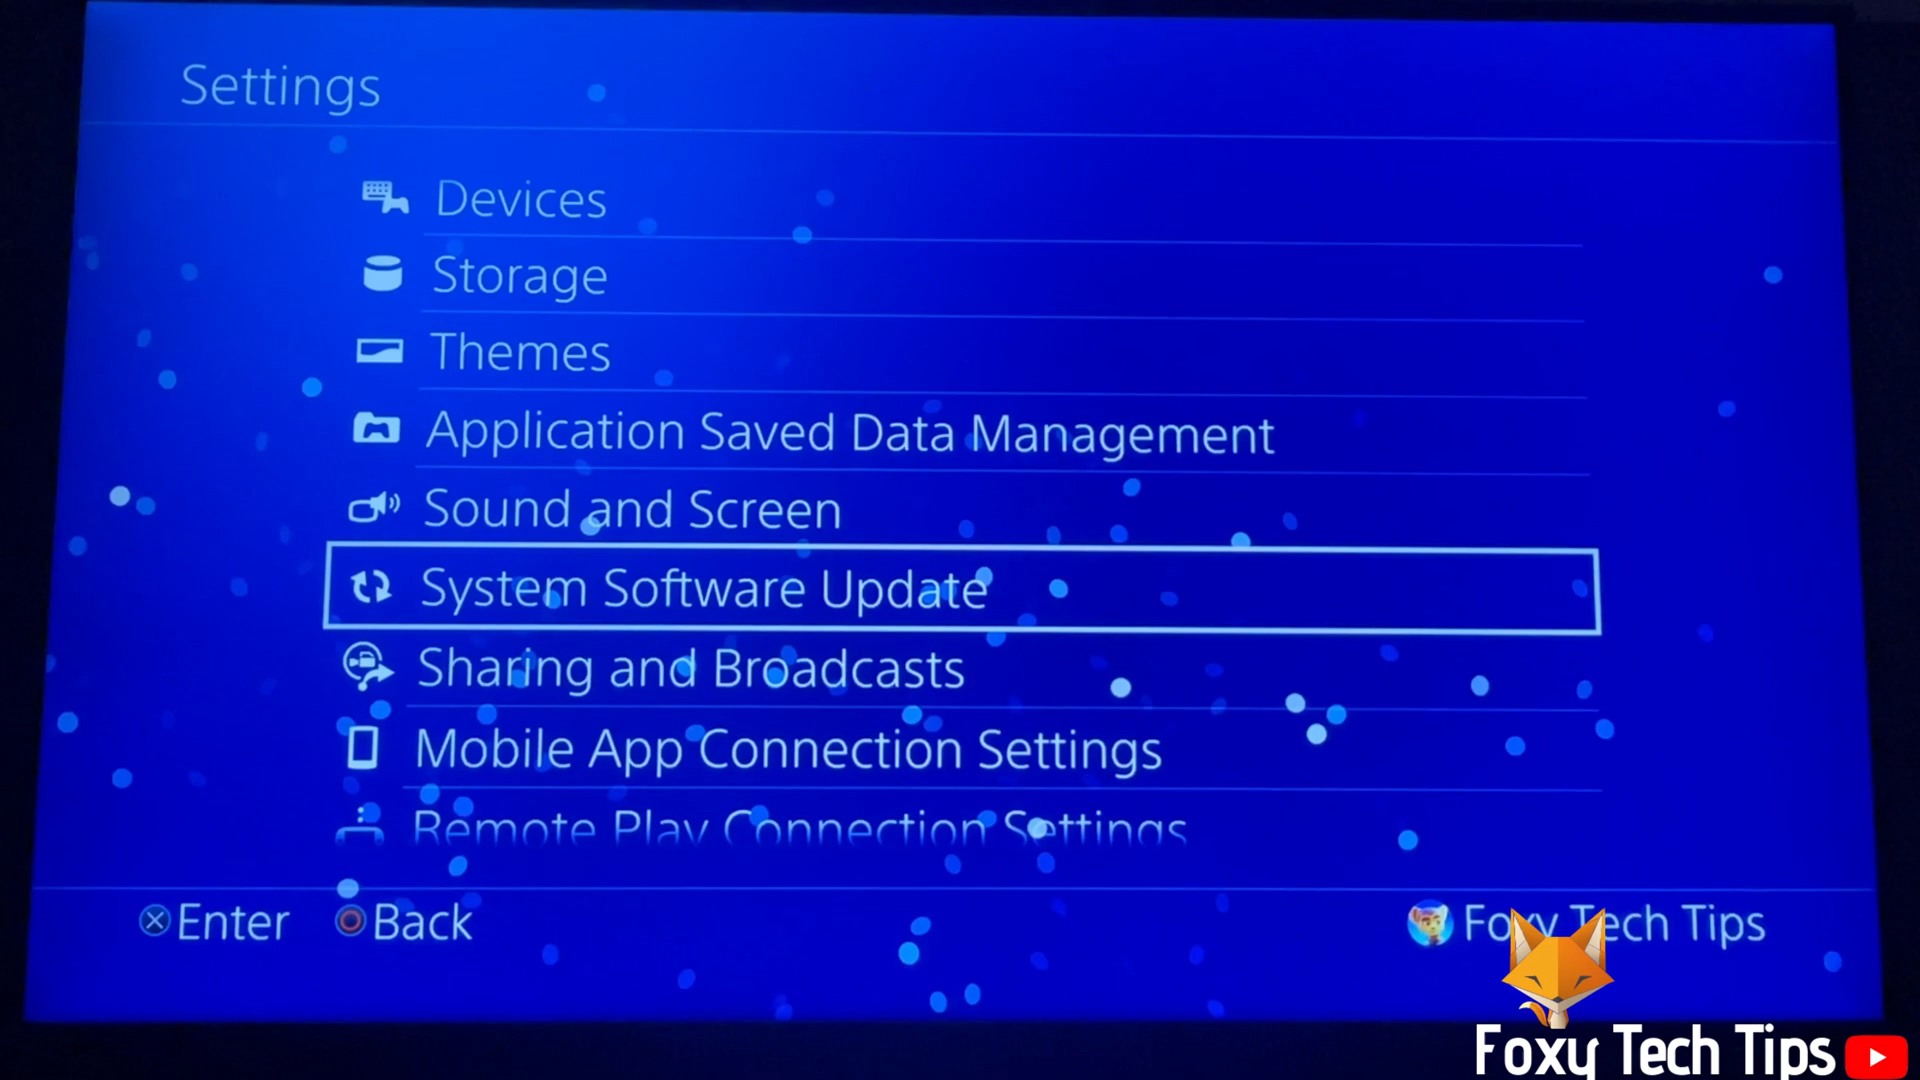 Settings
Devices
Storage
Themes
Application Saved Data Management
Sound and Screen
System Software Update
Sharing and Broadcasts
Mobile App Connection Settings
Remote Play Connection Settings
Enter Back
Foxy Tech Tips
Foxy Tech Tips